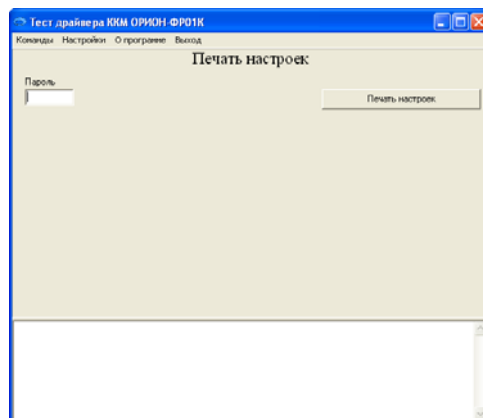 Тест драйвера ККМ ОРИОН-ФР01К
Команды Настройки О программе Выход
Печать настроек
Пароль
Печать настроек